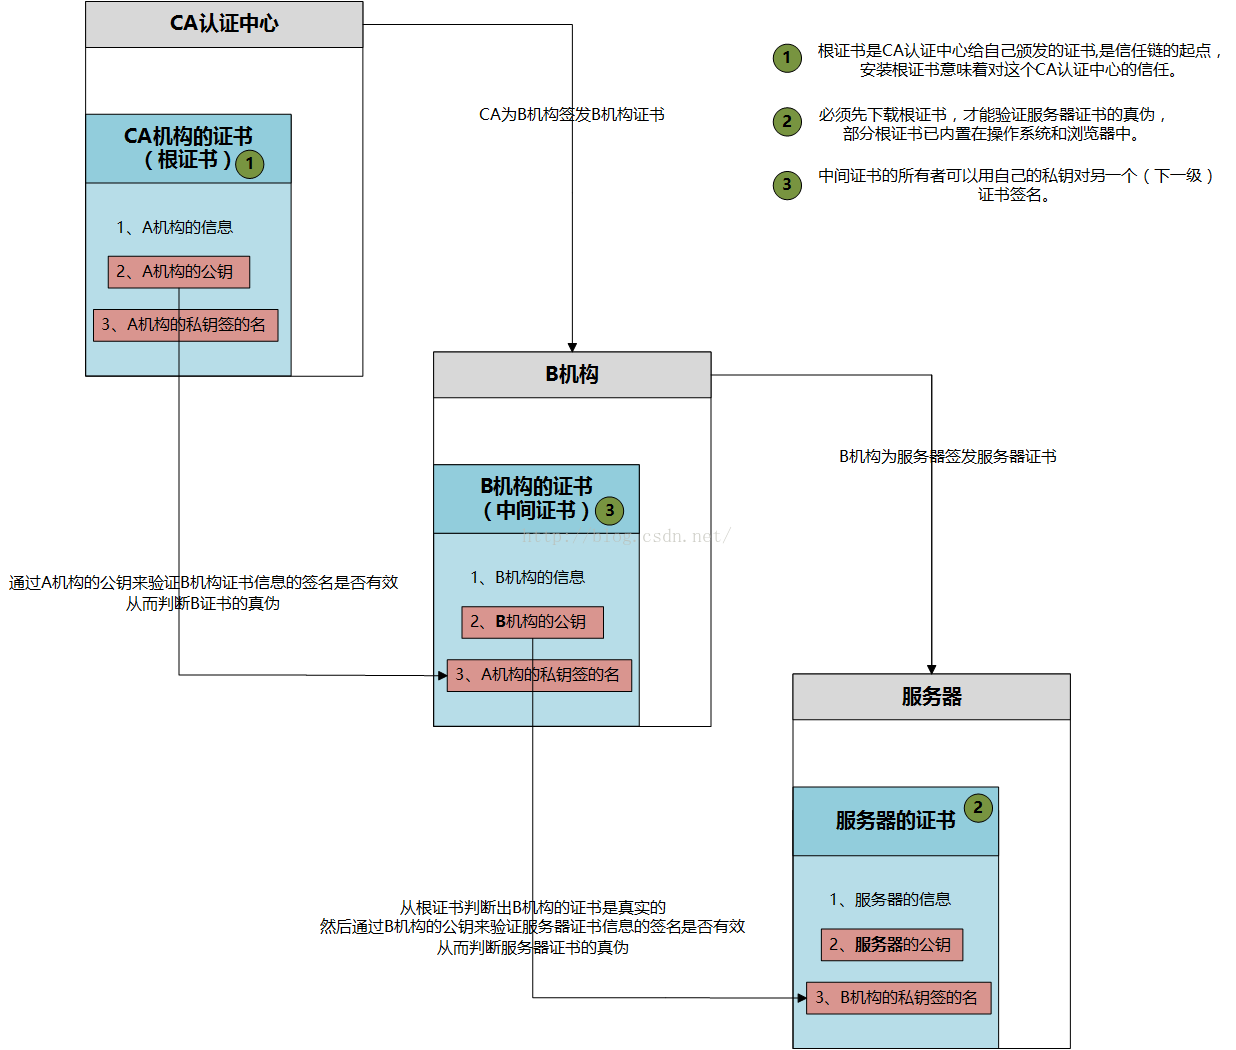 CA认证中心
CA机构的证书
（根证书）
1
1、A机构的信息
2、A机构的公钥
3、A机构的私钥签的名
CA为B机构签发B机构证书
1
根证书是CA认证中心给自己颁发的证书,是信任链的起点，
安装根证书意味着对这个CA认证中心的信任。
2
必须先下载根证书，才能验证服务器证书的真伪，
部分根证书已内置在操作系统和浏览器中。
3
中间证书的所有者可以用自己的私钥对另一个（下一级）
证书签名。
B机构
B机构的证书
（中间证书）
3
http://blog.csdn.net/
1、B机构的信息
2、B机构的公钥
3、A机构的私钥签的名
B机构为服务器签发服务器证书
通过A机构的公钥来验证B机构证书信息的签名是否有效
从而判断B证书的真伪
服务器
服务器的证书
2
1、服务器的信息
2、服务器的公钥
3、B机构的私钥签的名
从根证书判断出B机构的证书是真实的
然后通过B机构的公钥来验证服务器证书信息的签名是否有效
从而判断服务器证书的真伪